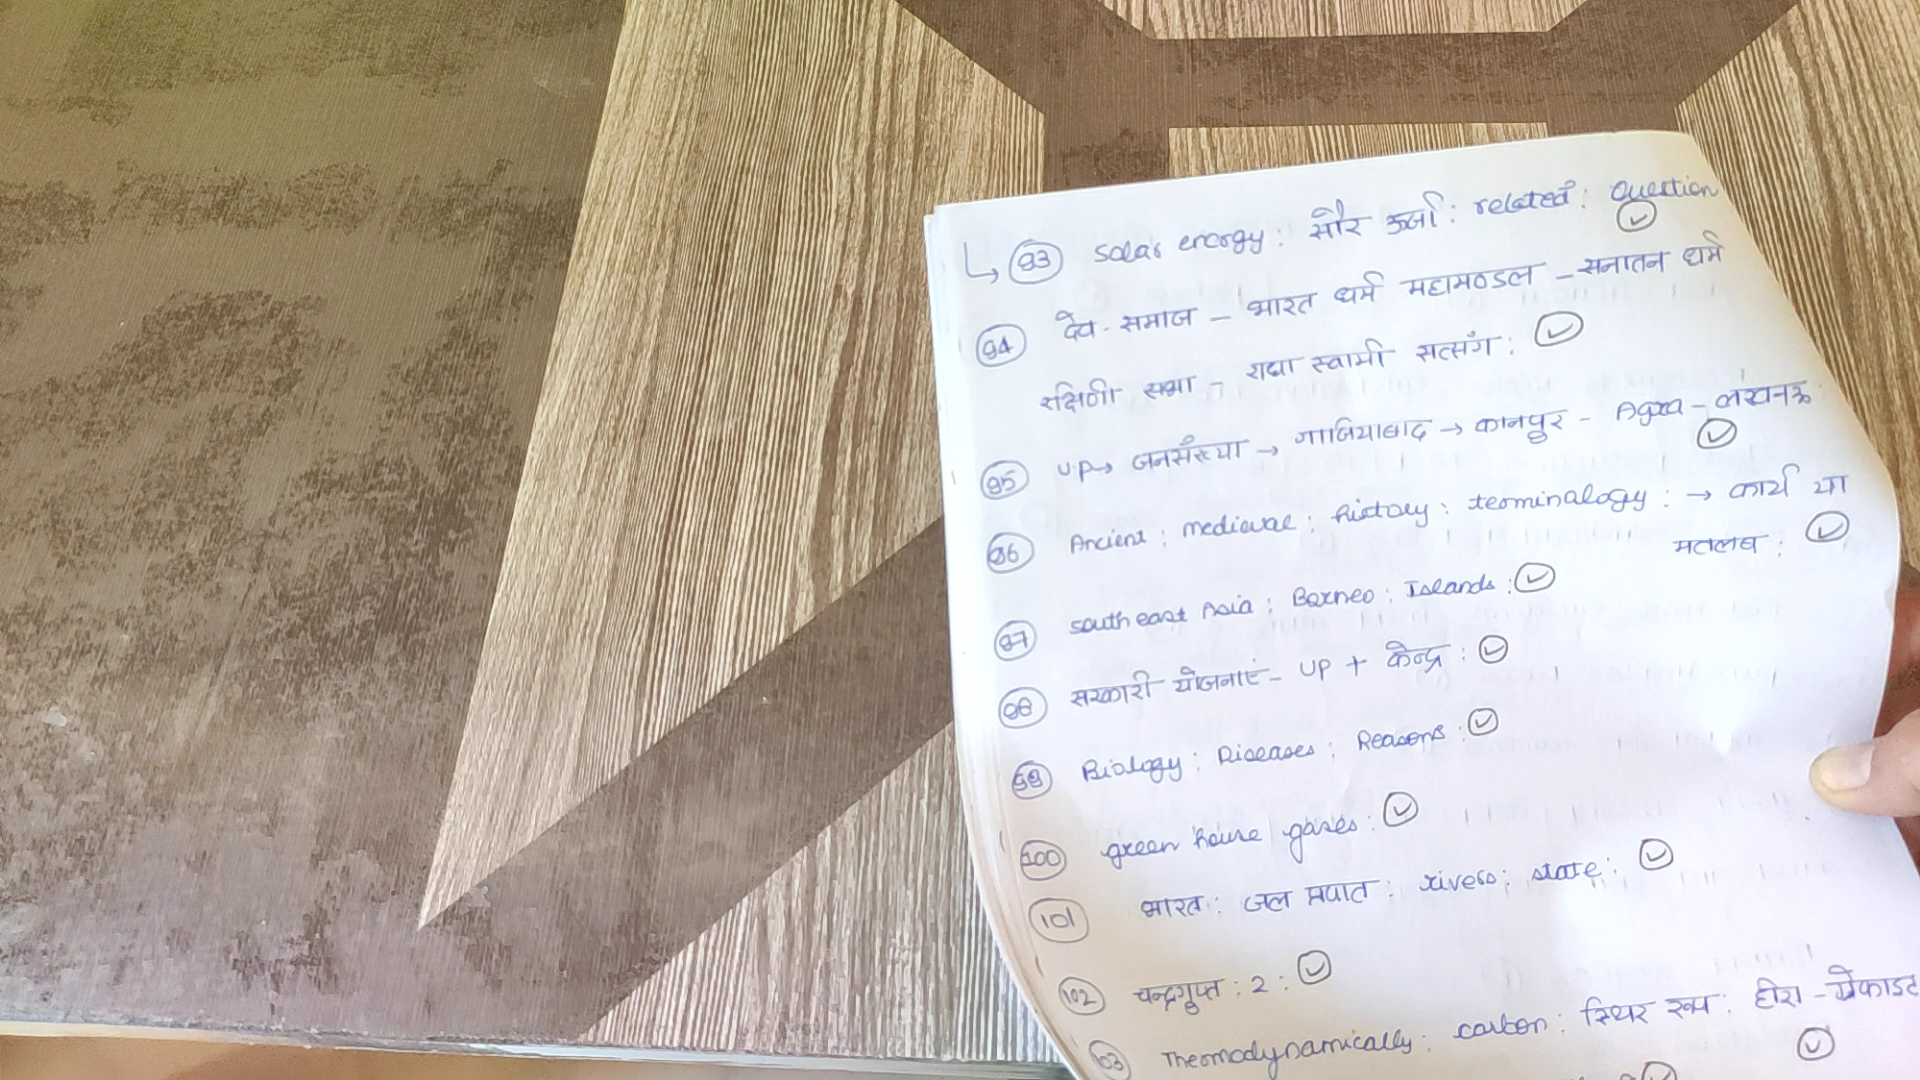 93 Solar energy : सौर ऊर्जा : related : Question
94 देव - समाज – भारत धर्म महामण्डल – सनातन धर्म
रक्षिणी सभा – राधा स्वामी सत्संग :
95 UP → जनसंख्या → गाजियाबाद → कानपुर - Agra – लखनऊ
96 Ancient : medieval : history : terminalogy : → कार्य या
मतलब :
97 south east Asia : Borneo : Islands :
98 सरकारी योजनाएं – UP + केन्द्र :
99 Biology : Diseases : Reasons :
100 green house gases :
101 भारत : जल प्रपात : rivers : state :
102 चन्द्रगुप्त : 2 :
103 Theomodynamically : carbon : स्थिर रूप : हीरा – ग्रेफाइट